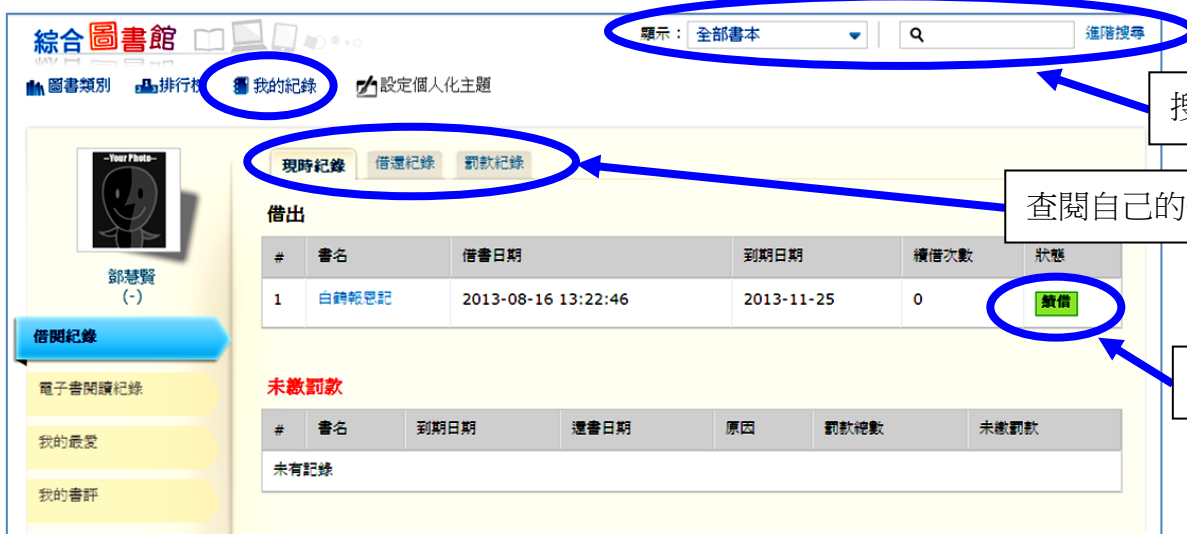 綜合圖書館
顯示：全部書本
進階搜尋
圖書類別 排行 我的紀錄 設定個人化主題
--Your Photo--
現時紀錄 借還紀錄 罰款紀錄
查閱自己的
借出
# 書名 借書日期 到期日期 續借次數 狀態
1 白鶴報恩記 2013-08-16 13:22:46 2013-11-25 0 續借
鄧慧賢
(-)
借閱紀錄
電子書閱讀紀錄
我的最愛
我的書評
未繳罰款
# 書名 到期日期 還書日期 原因 罰款總數 未繳罰款
未有記錄